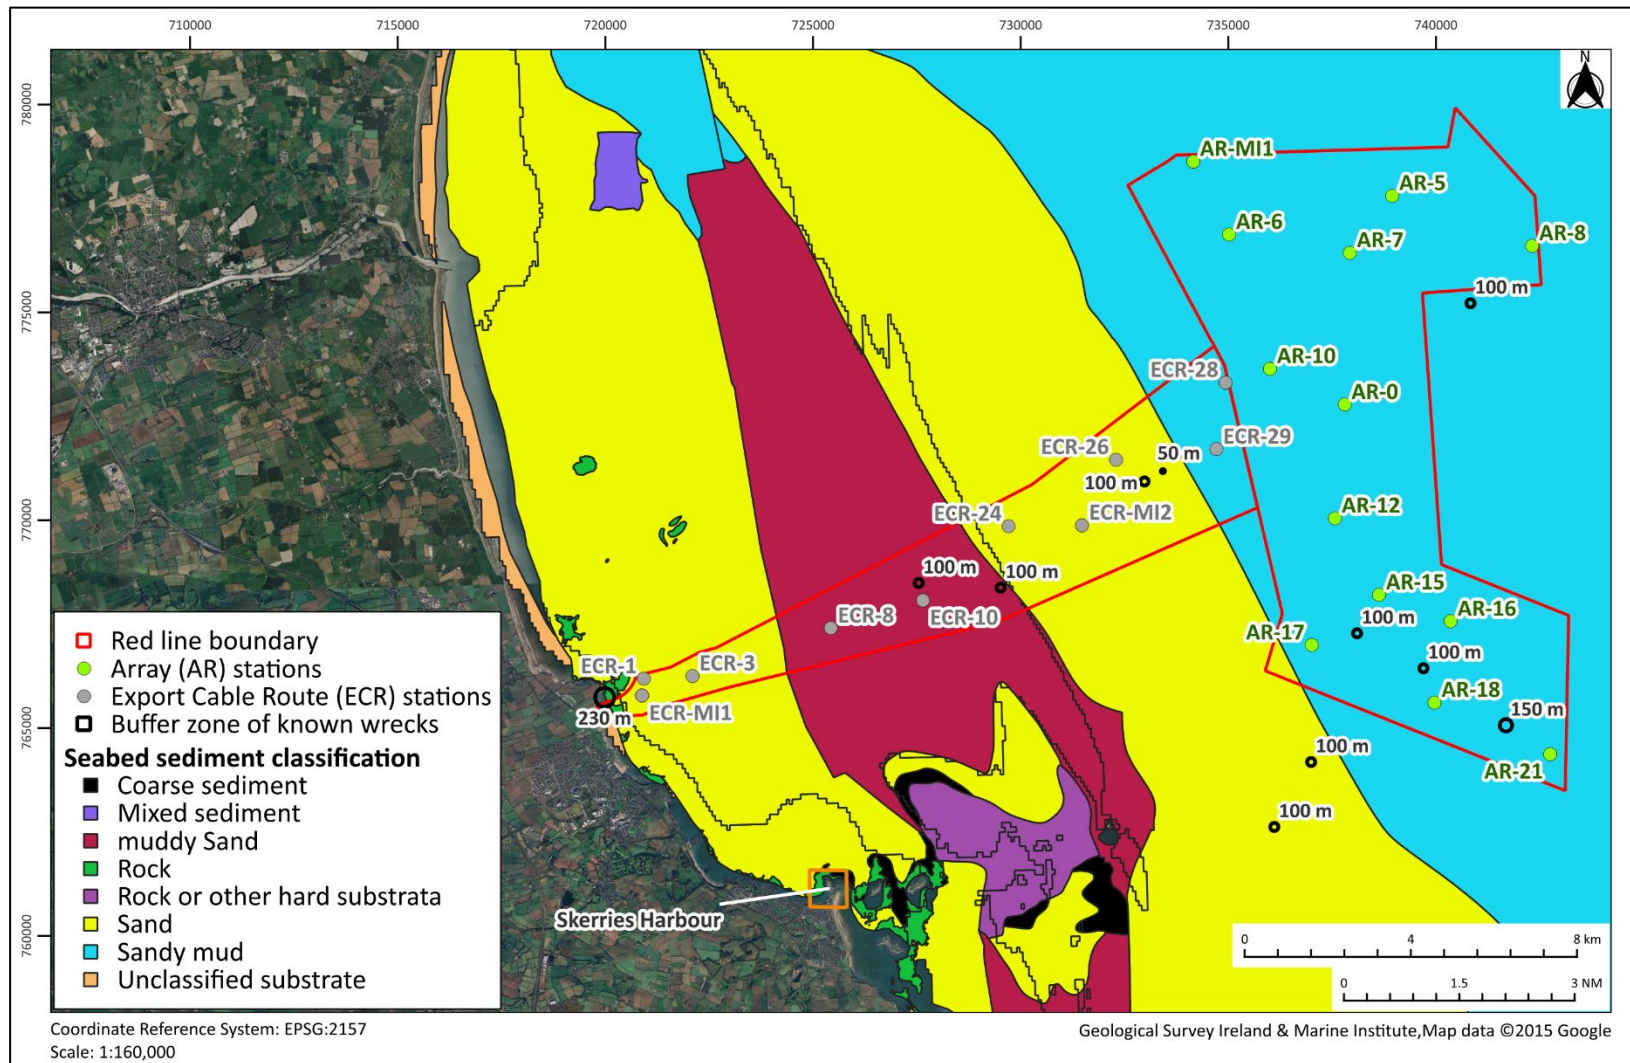 710000 715000 720000 725000 730000 735000 740000
780000
775000
770000
765000
760000
N
AR-MI1
AR-5
AR-6
AR-7
AR-8
100 m
AR-10
ECR-28
AR-0
ECR-29
ECR-26
50 m
100 m
ECR-24
ECR-MI2
AR-12
100 m
100 m
ECR-8
ECR-10
AR-15
AR-16
100 m
AR-17
100 m
ECR-1
ECR-3
ECR-MI1
230 m
AR-18
150 m
AR-21
100 m
100 m
Skerries Harbour
Red line boundary
Array (AR) stations
Export Cable Route (ECR) stations
Buffer zone of known wrecks
Seabed sediment classification
Coarse sediment
Mixed sediment
muddy Sand
Rock
Rock or other hard substrata
Sand
Sandy mud
Unclassified substrate
0 4 8 km
0 1.5 3 NM
Coordinate Reference System: EPSG:2157
Scale: 1:160,000
Geological Survey Ireland & Marine Institute,Map data ©2015 Google